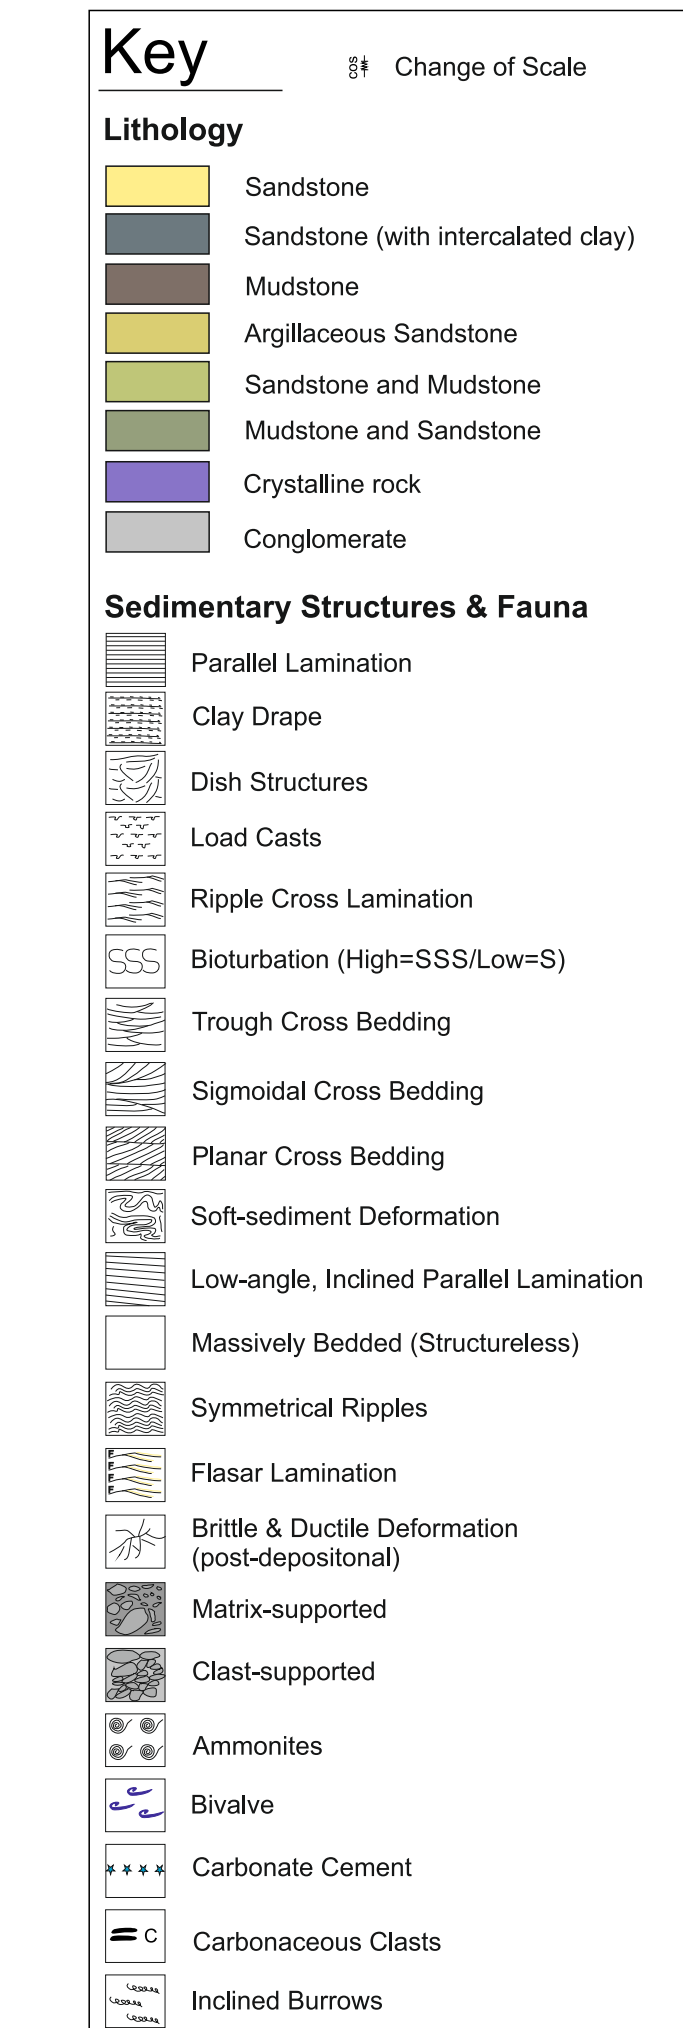 Key
cos Change of Scale
Lithology
Sandstone
Sandstone (with intercalated clay)
Mudstone
Argillaceous Sandstone
Sandstone and Mudstone
Mudstone and Sandstone
Crystalline rock
Conglomerate
Sedimentary Structures & Fauna
Parallel Lamination
Clay Drape
Dish Structures
Load Casts
Ripple Cross Lamination
SSS Bioturbation (High=SSS/Low=S)
Trough Cross Bedding
Sigmoidal Cross Bedding
Planar Cross Bedding
Soft-sediment Deformation
Low-angle, Inclined Parallel Lamination
Massively Bedded (Structureless)
Symmetrical Ripples
F
F
F
F
Flasar Lamination
Brittle & Ductile Deformation
(post-depositonal)
Matrix-supported
Clast-supported
Ammonites
Bivalve
Carbonate Cement
C Carbonaceous Clasts
Inclined Burrows